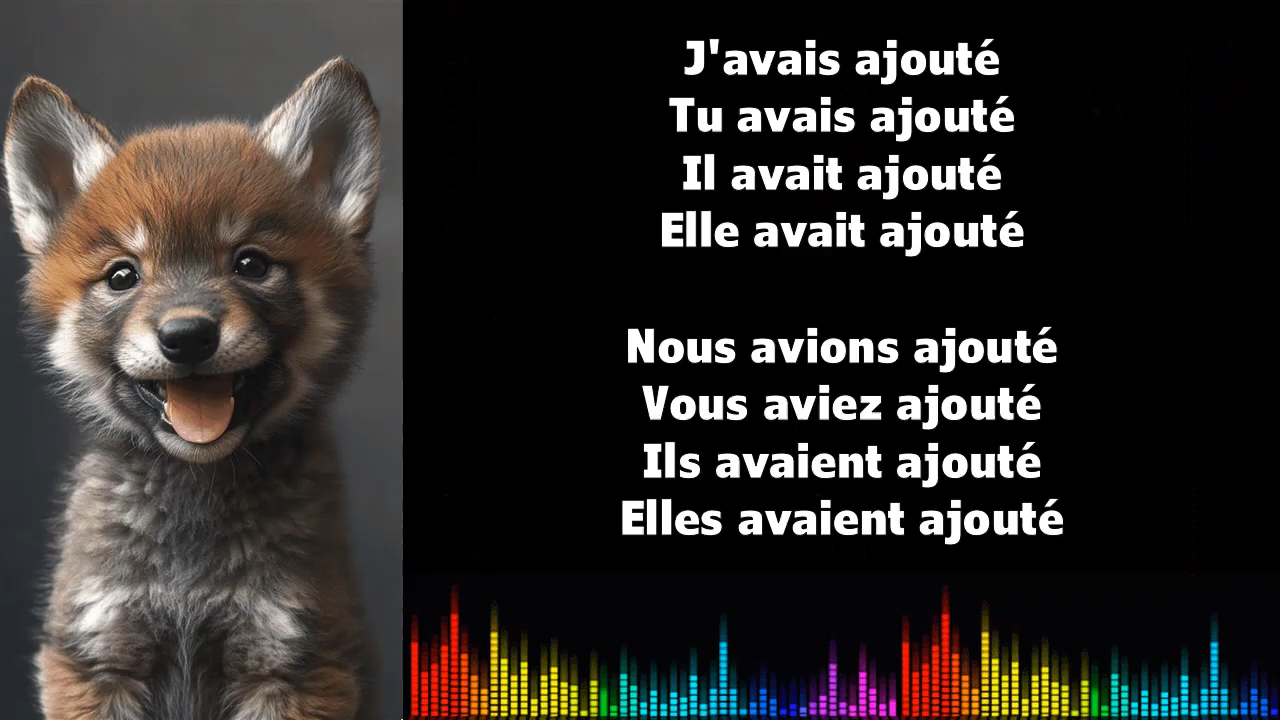 J'avais ajouté
Tu avais ajouté
Il avait ajouté
Elle avait ajouté
Nous avions ajouté
Vous aviez ajouté
Ils avaient ajouté
Elles avaient ajouté